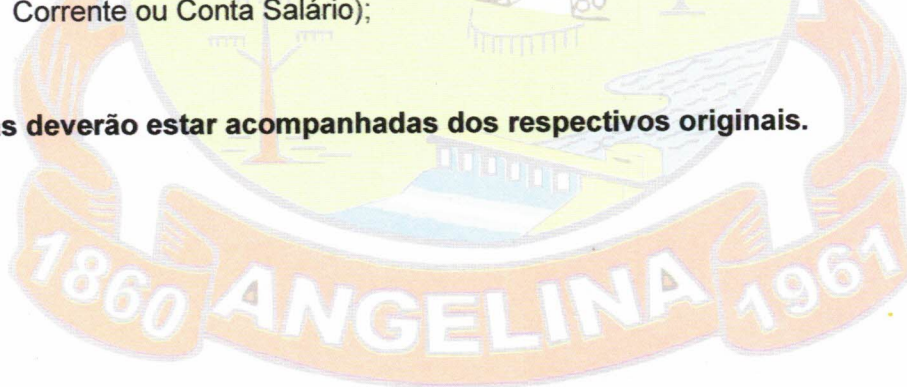 Corrente ou Conta Salário);
s deverão estar acompanhadas dos respectivos originais.
1860 ANGELINA 1961